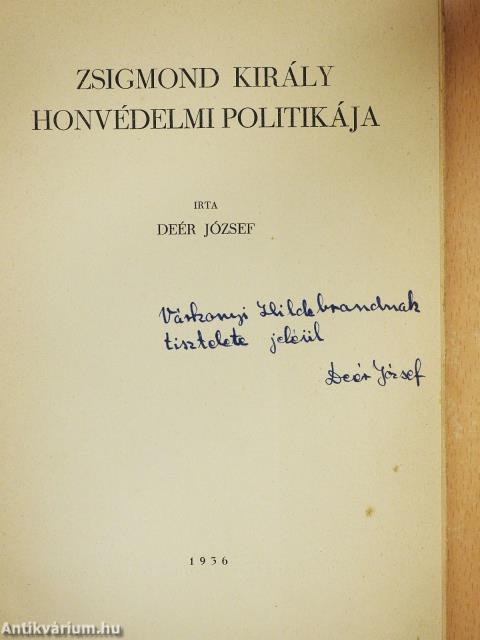 ZSIGMOND KIRÁLY
HONVÉDELMI POLITIKÁJA
IRTA
DEÉR JÓZSEF
Várkonyi Hildebrandnak
tisztelete jeléül
Deér József
1936
Antikvárium.hu